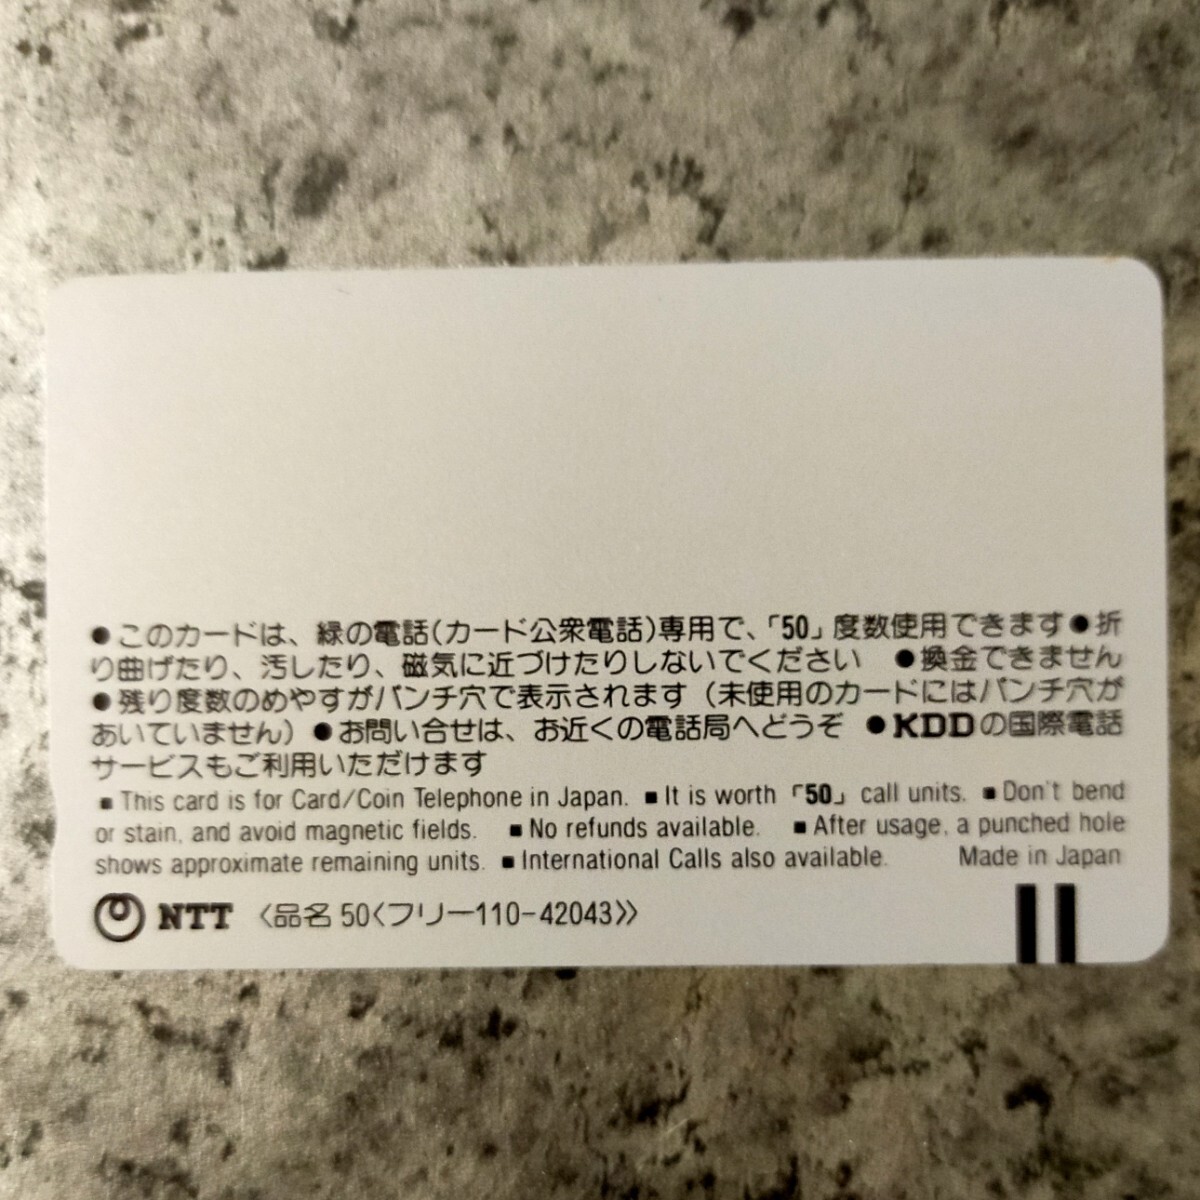 ●このカードは、緑の電話(カード公衆電話)専用で、「50」度数使用できます●折
り曲げたり、汚したり、磁気に近づけたりしないでください ●換金できません
●残り度数のめやすがパンチ穴で表示されます(未使用のカードにはパンチ穴が
あいていません)●お問い合せは、お近くの電話局へどうぞ ●KDDの国際電話
サービスもご利用いただけます
■This card is for Card/Coin Telephone in Japan. ■It is worth 「50」 call units. ■Don't bend
or stain, and avoid magnetic fields. ■No refunds available. ■After usage, a punched hole
shows approximate remaining units. ■International Calls also available. Made in Japan
NTT 〈品名 50〈フリー110-42043〉〉